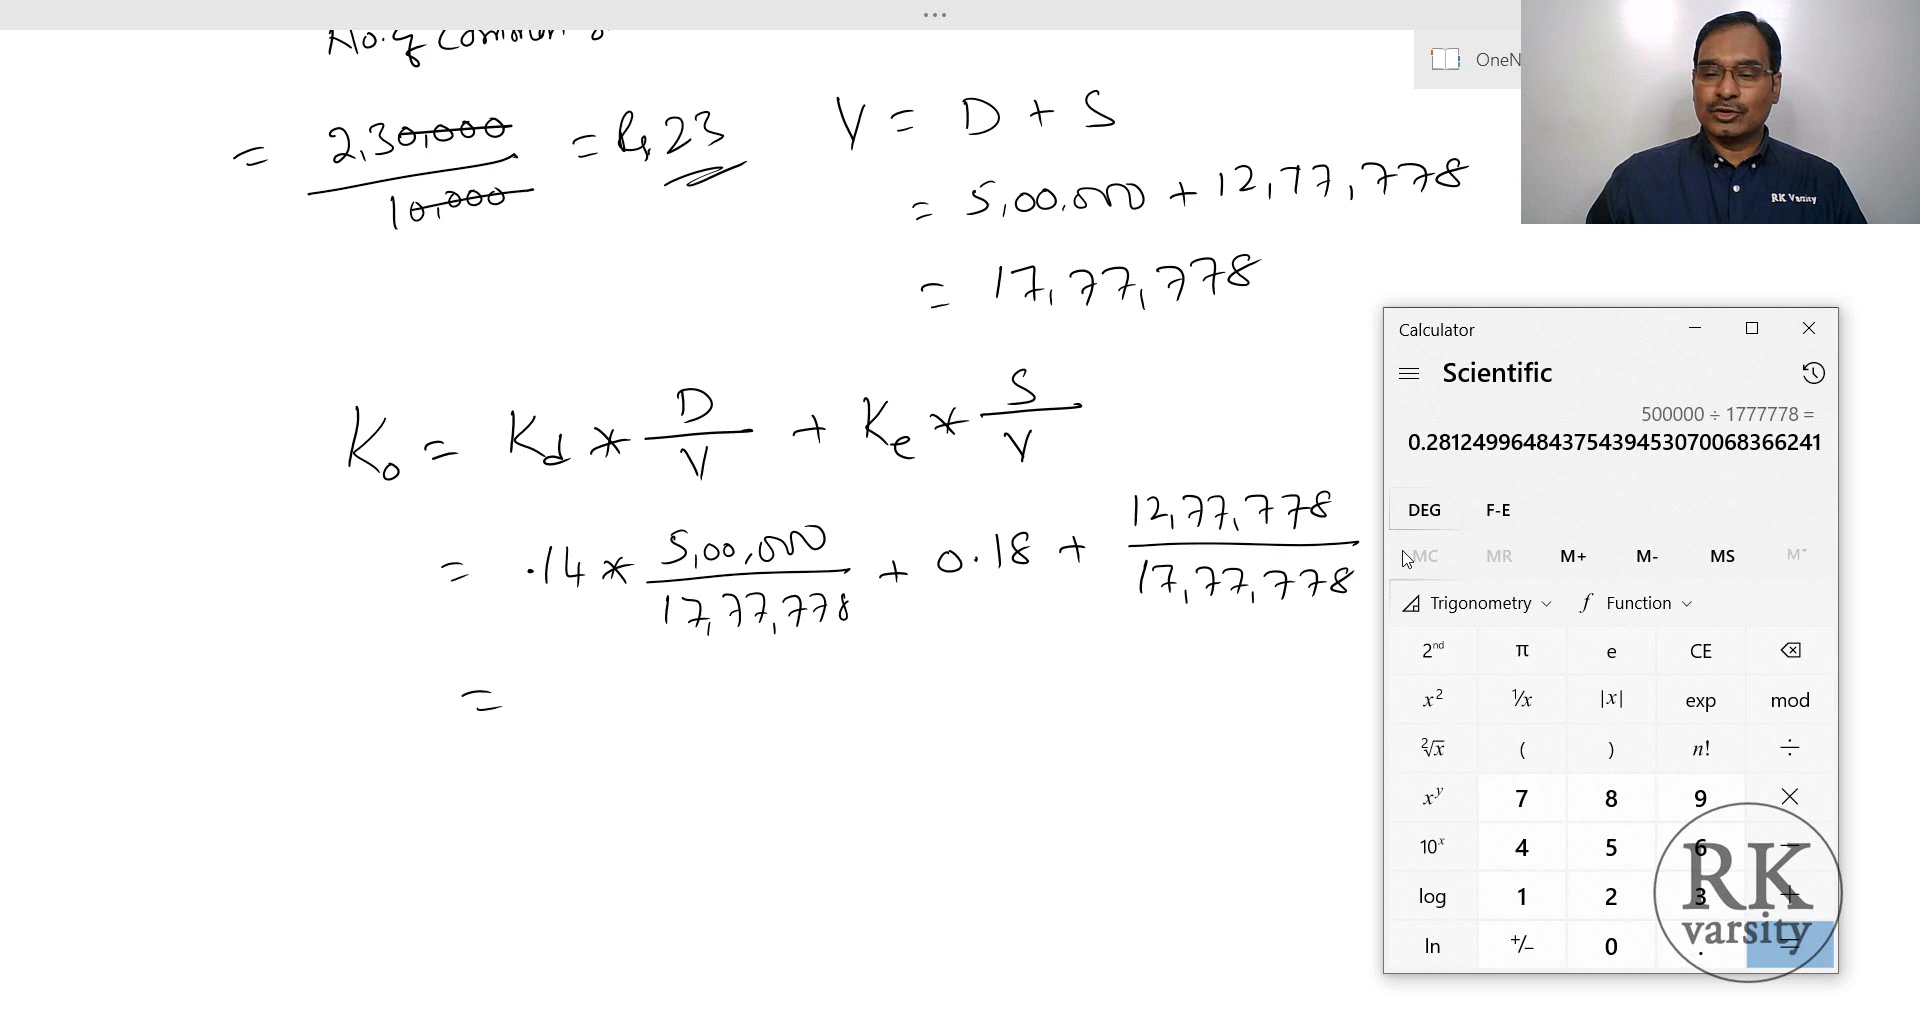 No. of Common
OneN
= 2,30,000 / 10,000 = Rs. 23
V = D + S
= 5,00,000 + 12,77,778
= 17,77,778
RK Varsity
K₀ = Kd * D/V + Ke * S/V
= .14 * 5,00,000 / 17,77,778 + 0.18 + 12,77,778 / 17,77,778
=
Calculator
Scientific
500000 ÷ 1777778 =
0.28124996484375439453070068366241
DEG F-E
MC MR M+ M- MS M˅
Trigonometry f Function
2ⁿᵈ π e CE
x² ¹/x |x| exp mod
²√x ( ) n! ÷
xʸ 7 8 9 ×
10ˣ 4 5 6 −
log 1 2 3 +
ln +/− 0 . =
RK
varsity